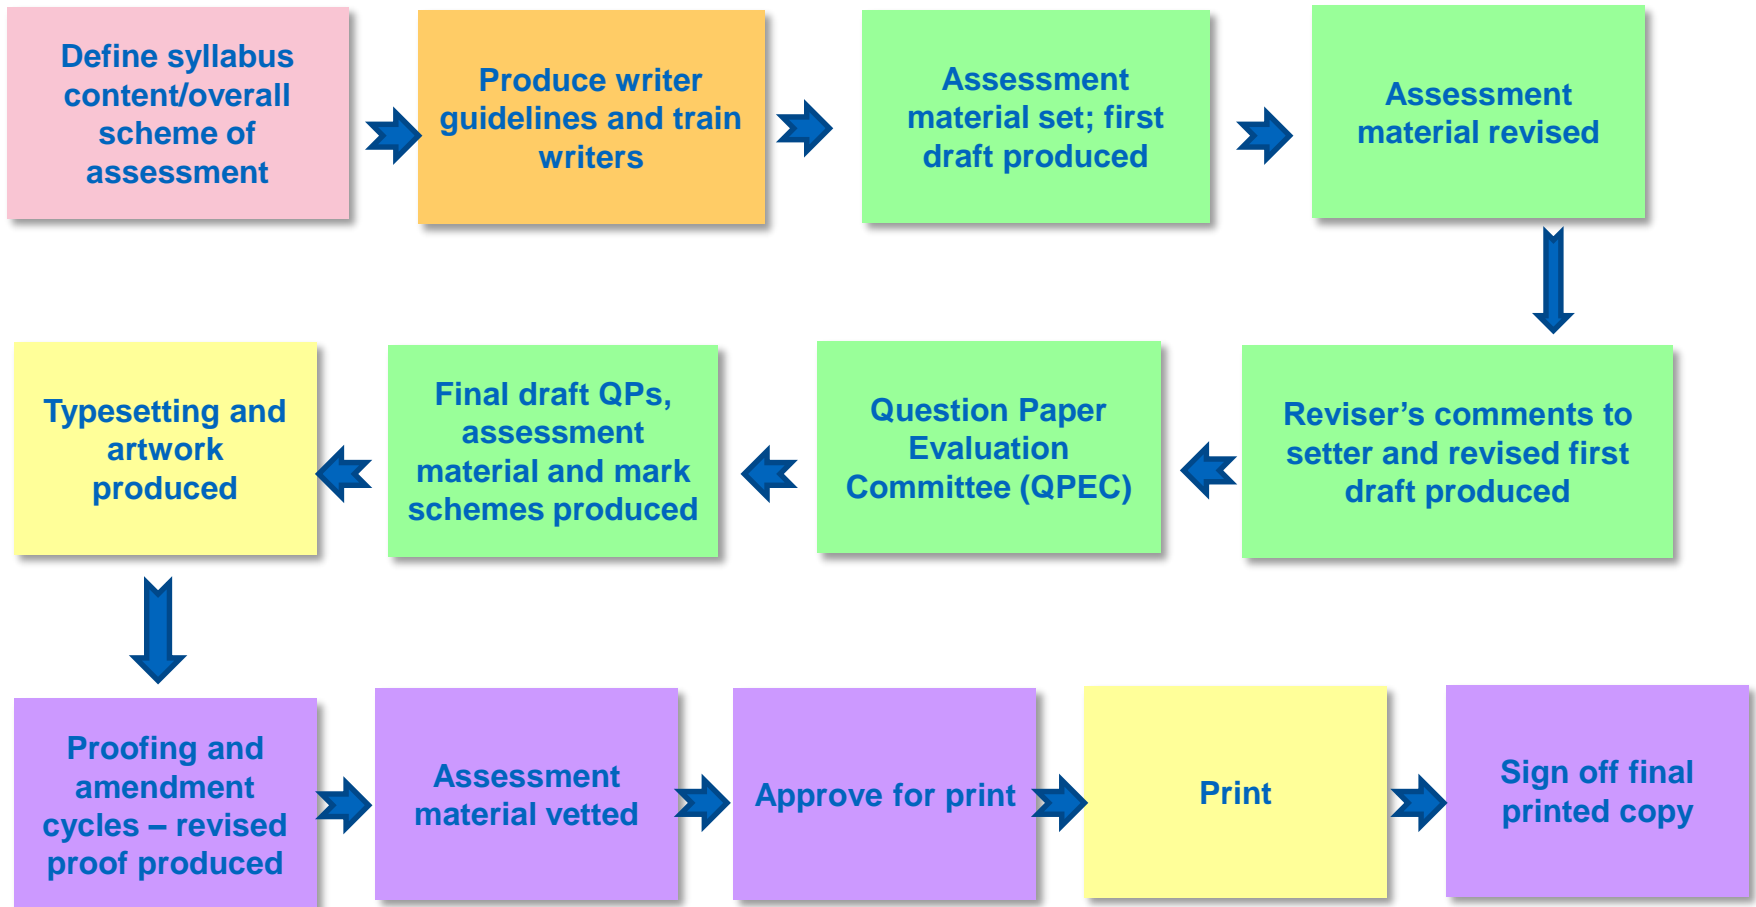 Define syllabus
content/overall
scheme of
assessment
Produce writer
guidelines and train
writers
Assessment
material set; first
draft produced
Assessment
material revised
Reviser’s comments to
setter and revised first
draft produced
Question Paper
Evaluation
Committee (QPEC)
Final draft QPs,
assessment
material and mark
schemes produced
Typesetting and
artwork
produced
Proofing and
amendment
cycles – revised
proof produced
Assessment
material vetted
Approve for print
Print
Sign off final
printed copy